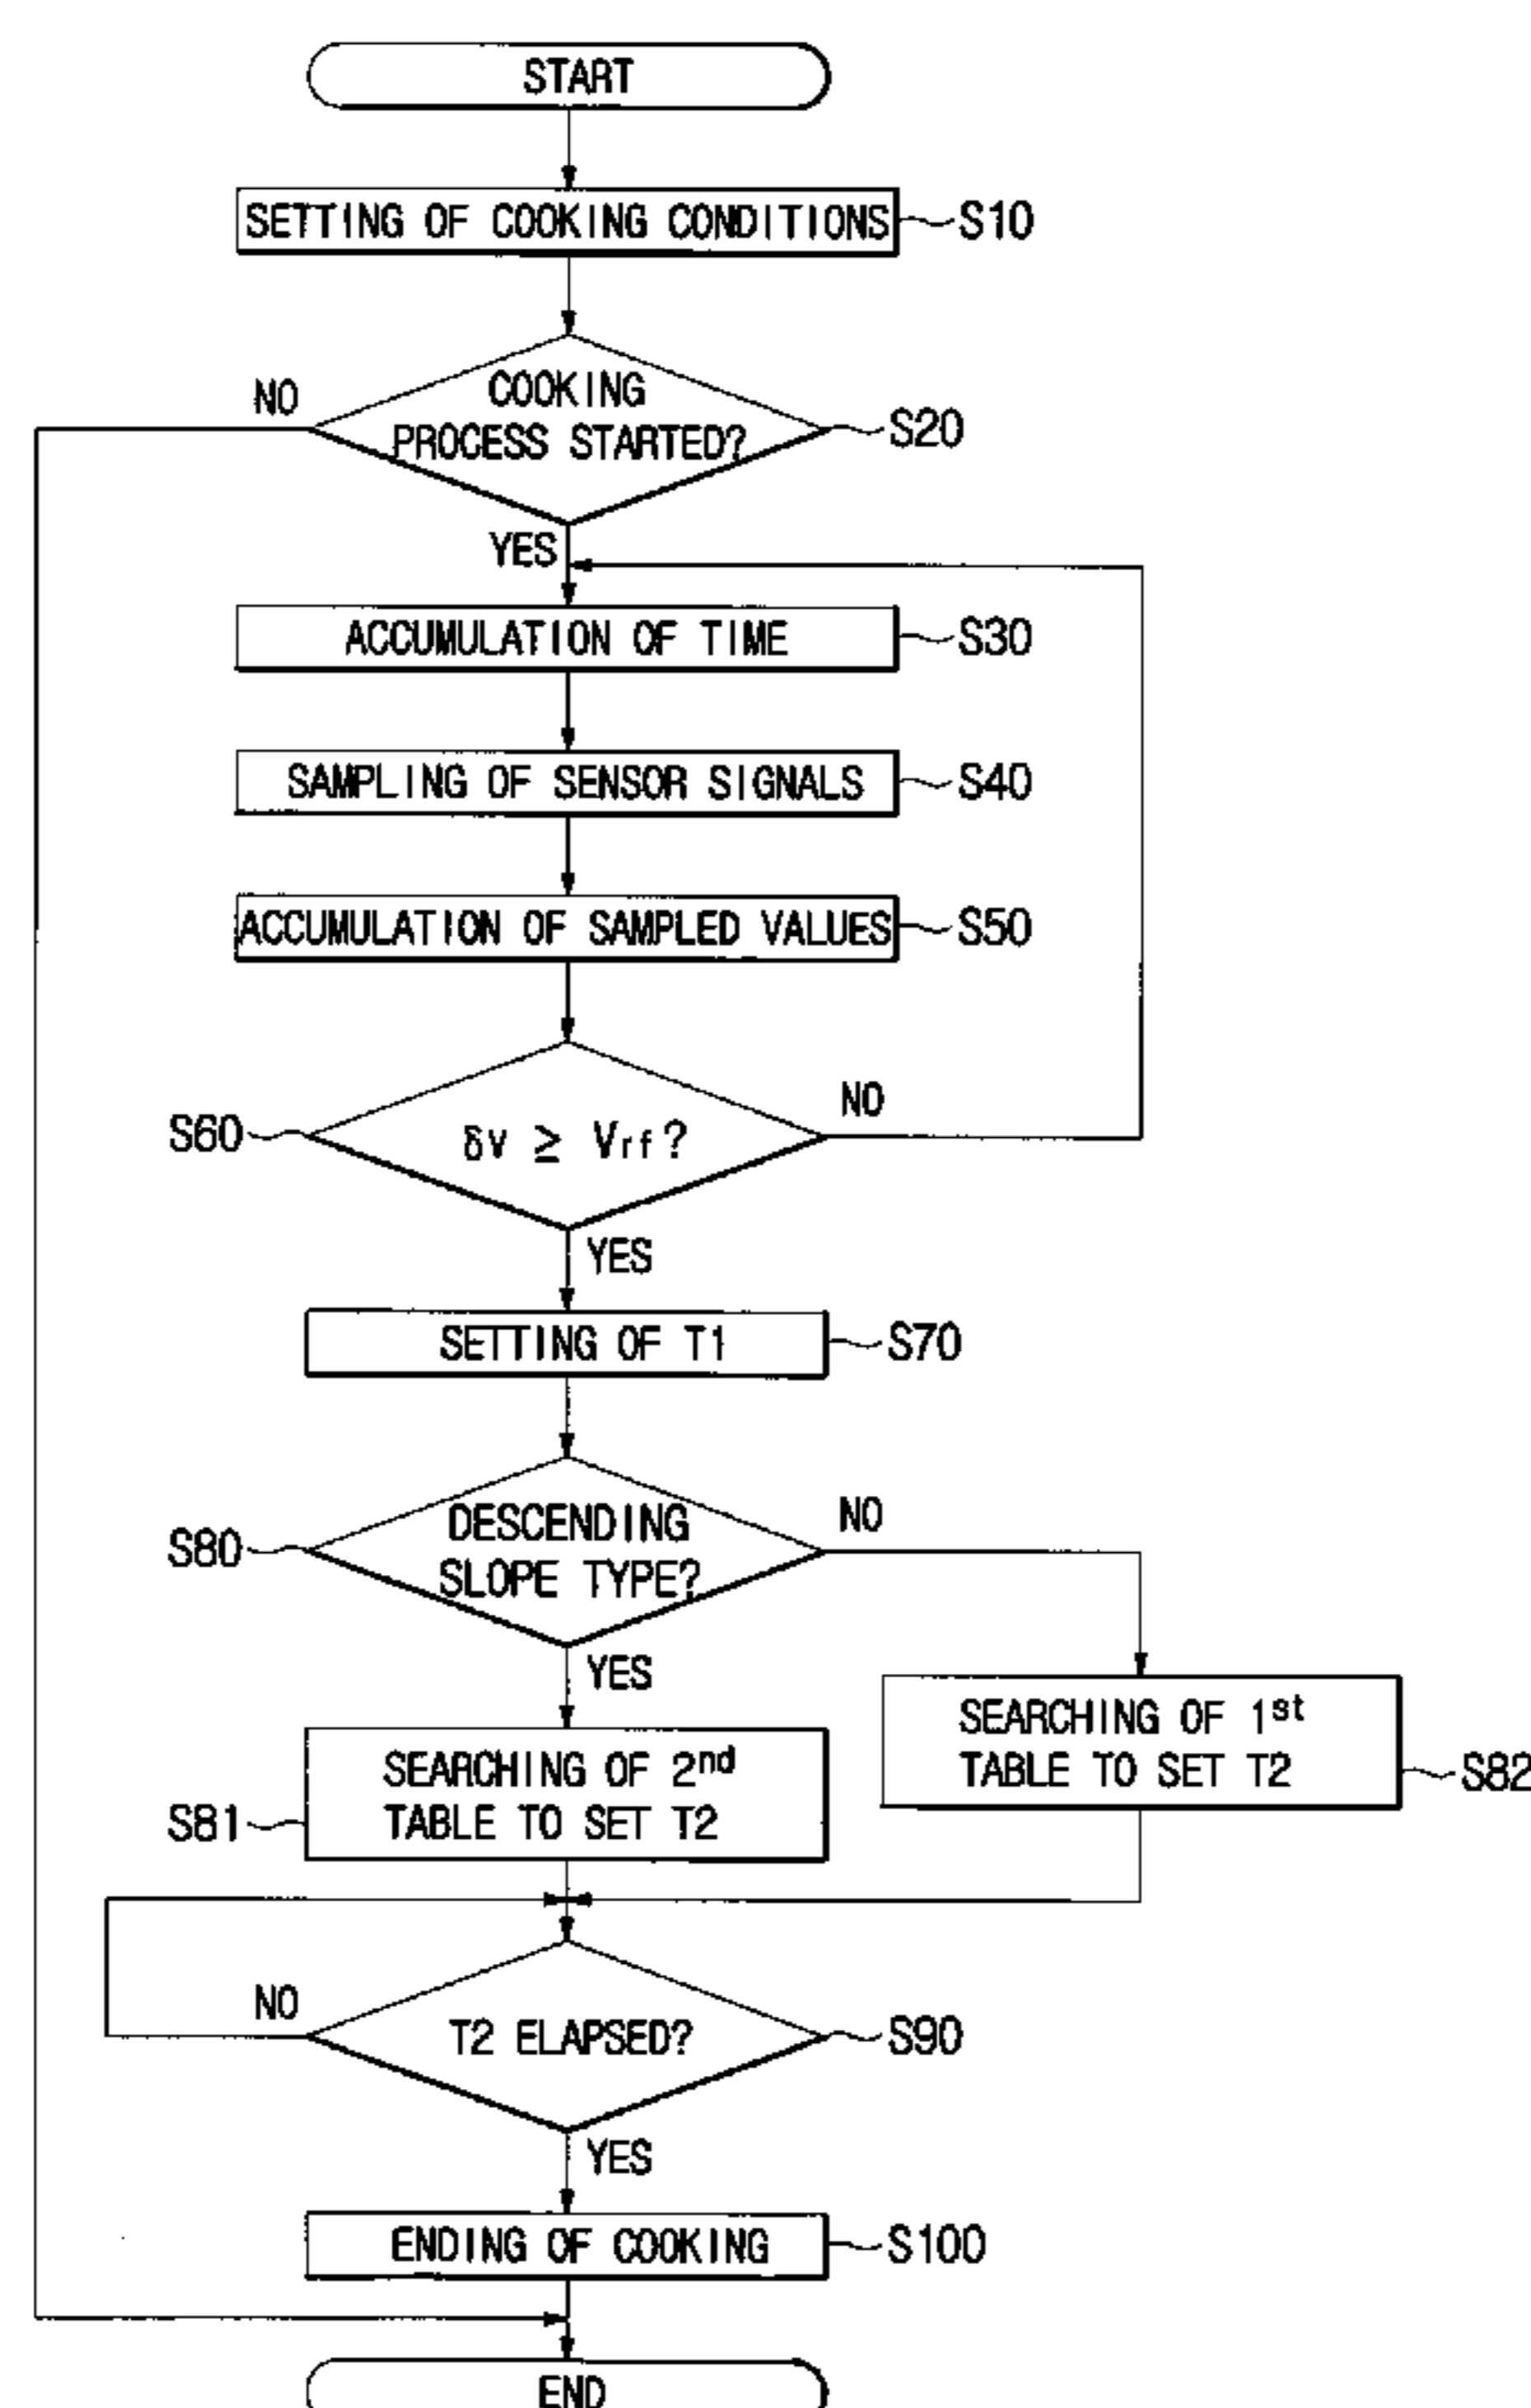 START
SETTING OF COOKING CONDITIONS
S10
COOKING
PROCESS STARTED?
S20
NO
YES
ACCUMULATION OF TIME
S30
SAMPLING OF SENSOR SIGNALS
S40
ACCUMULATION OF SAMPLED VALUES
S50
S60
δv ≥ Vrf?
NO
YES
SETTING OF T1
S70
S80
DESCENDING
SLOPE TYPE?
NO
YES
SEARCHING OF 1st
TABLE TO SET T2
S82
SEARCHING OF 2nd
TABLE TO SET T2
S81
NO
T2 ELAPSED?
S90
YES
ENDING OF COOKING
S100
END